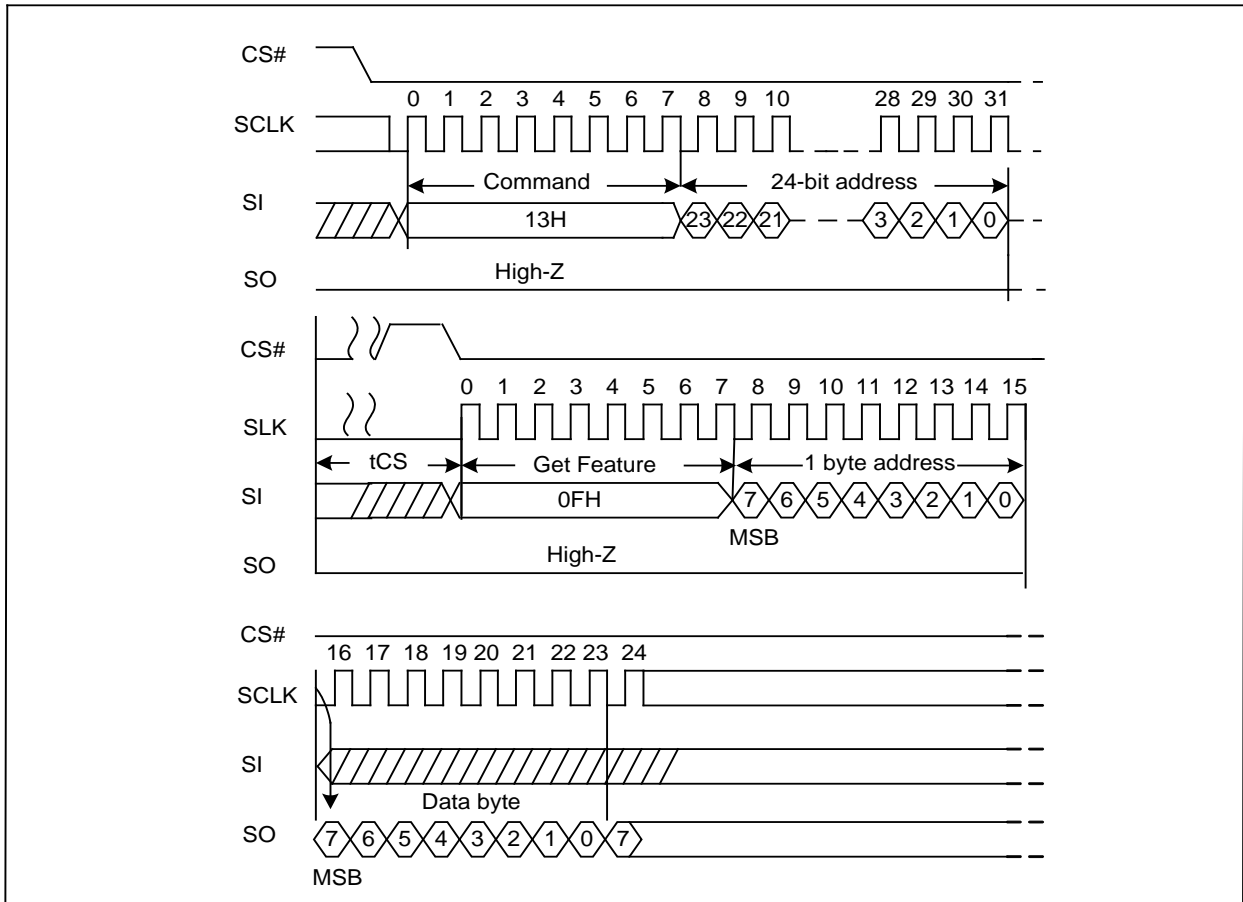 CS#
0 1 2 3 4 5 6 7 8 9 10 28 29 30 31
SCLK
Command 24-bit address
SI
13H 23 22 21 3 2 1 0
High-Z
SO
CS#
0 1 2 3 4 5 6 7 8 9 10 11 12 13 14 15
SLK
tCS Get Feature 1 byte address
SI
0FH 7 6 5 4 3 2 1 0
MSB
High-Z
SO
CS#
16 17 18 19 20 21 22 23 24
SCLK
SI
Data byte
SO 7 6 5 4 3 2 1 0 7
MSB